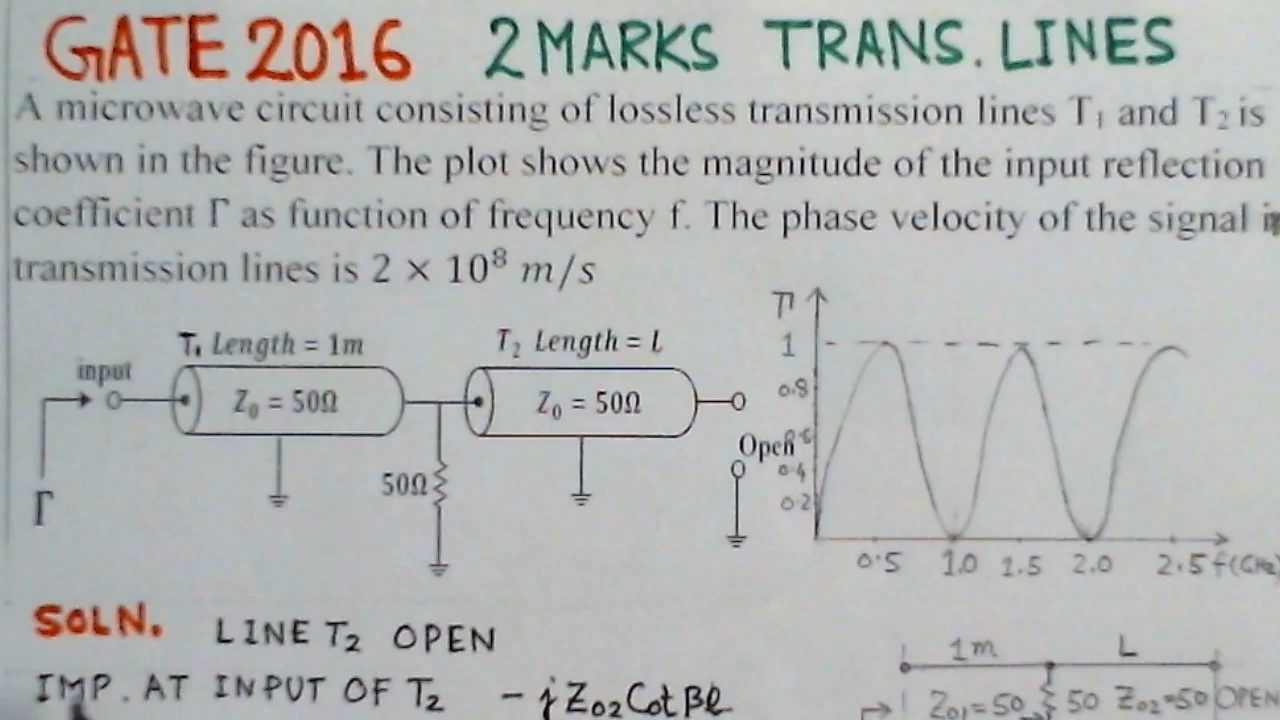 GATE 2016 2 MARKS TRANS. LINES
A microwave circuit consisting of lossless transmission lines T₁ and T₂ is
shown in the figure. The plot shows the magnitude of the input reflection
coefficient Γ as function of frequency f. The phase velocity of the signal
transmission lines is 2 × 10⁸ m/s
T₁ Length = 1m
T₂ Length = L
input
Z₀ = 50Ω
Z₀ = 50Ω
50Ω
Open
Γ
1
0.8
0.4
0.2
0.5 1.0 1.5 2.0 2.5 f(GHz
SOLN. LINE T₂ OPEN
IMP. AT INPUT OF T₂ - j Z₀₂ Cot βl
1m L
Z₀₁=50 50 Z₀₂=50 OPEN